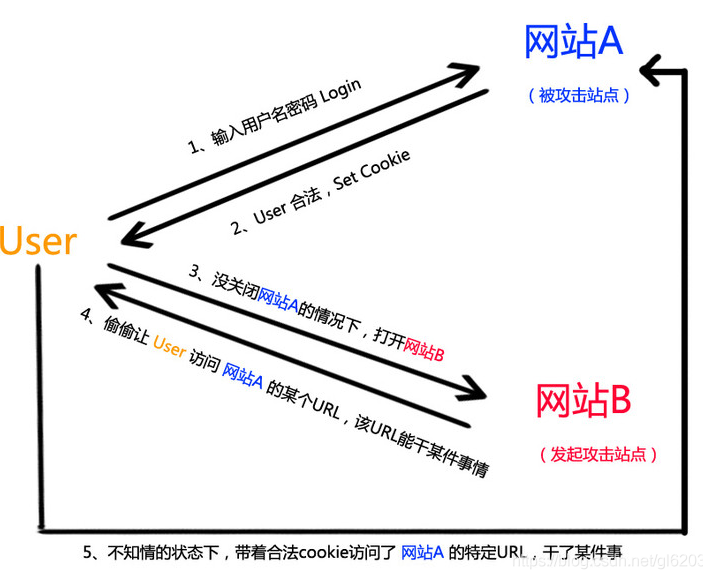 网站A
（被攻击站点）
1、输入用户名密码 Login
2、User 合法，Set Cookie
User
3、没关闭网站A的情况下，打开网站B
4、偷偷让 User 访问 网站A 的某个URL，该URL能干某件事情
网站B
（发起攻击站点）
5、不知情的状态下，带着合法cookie访问了 网站A 的特定URL，干了某件事
https://blog.csdn.net/gl6203